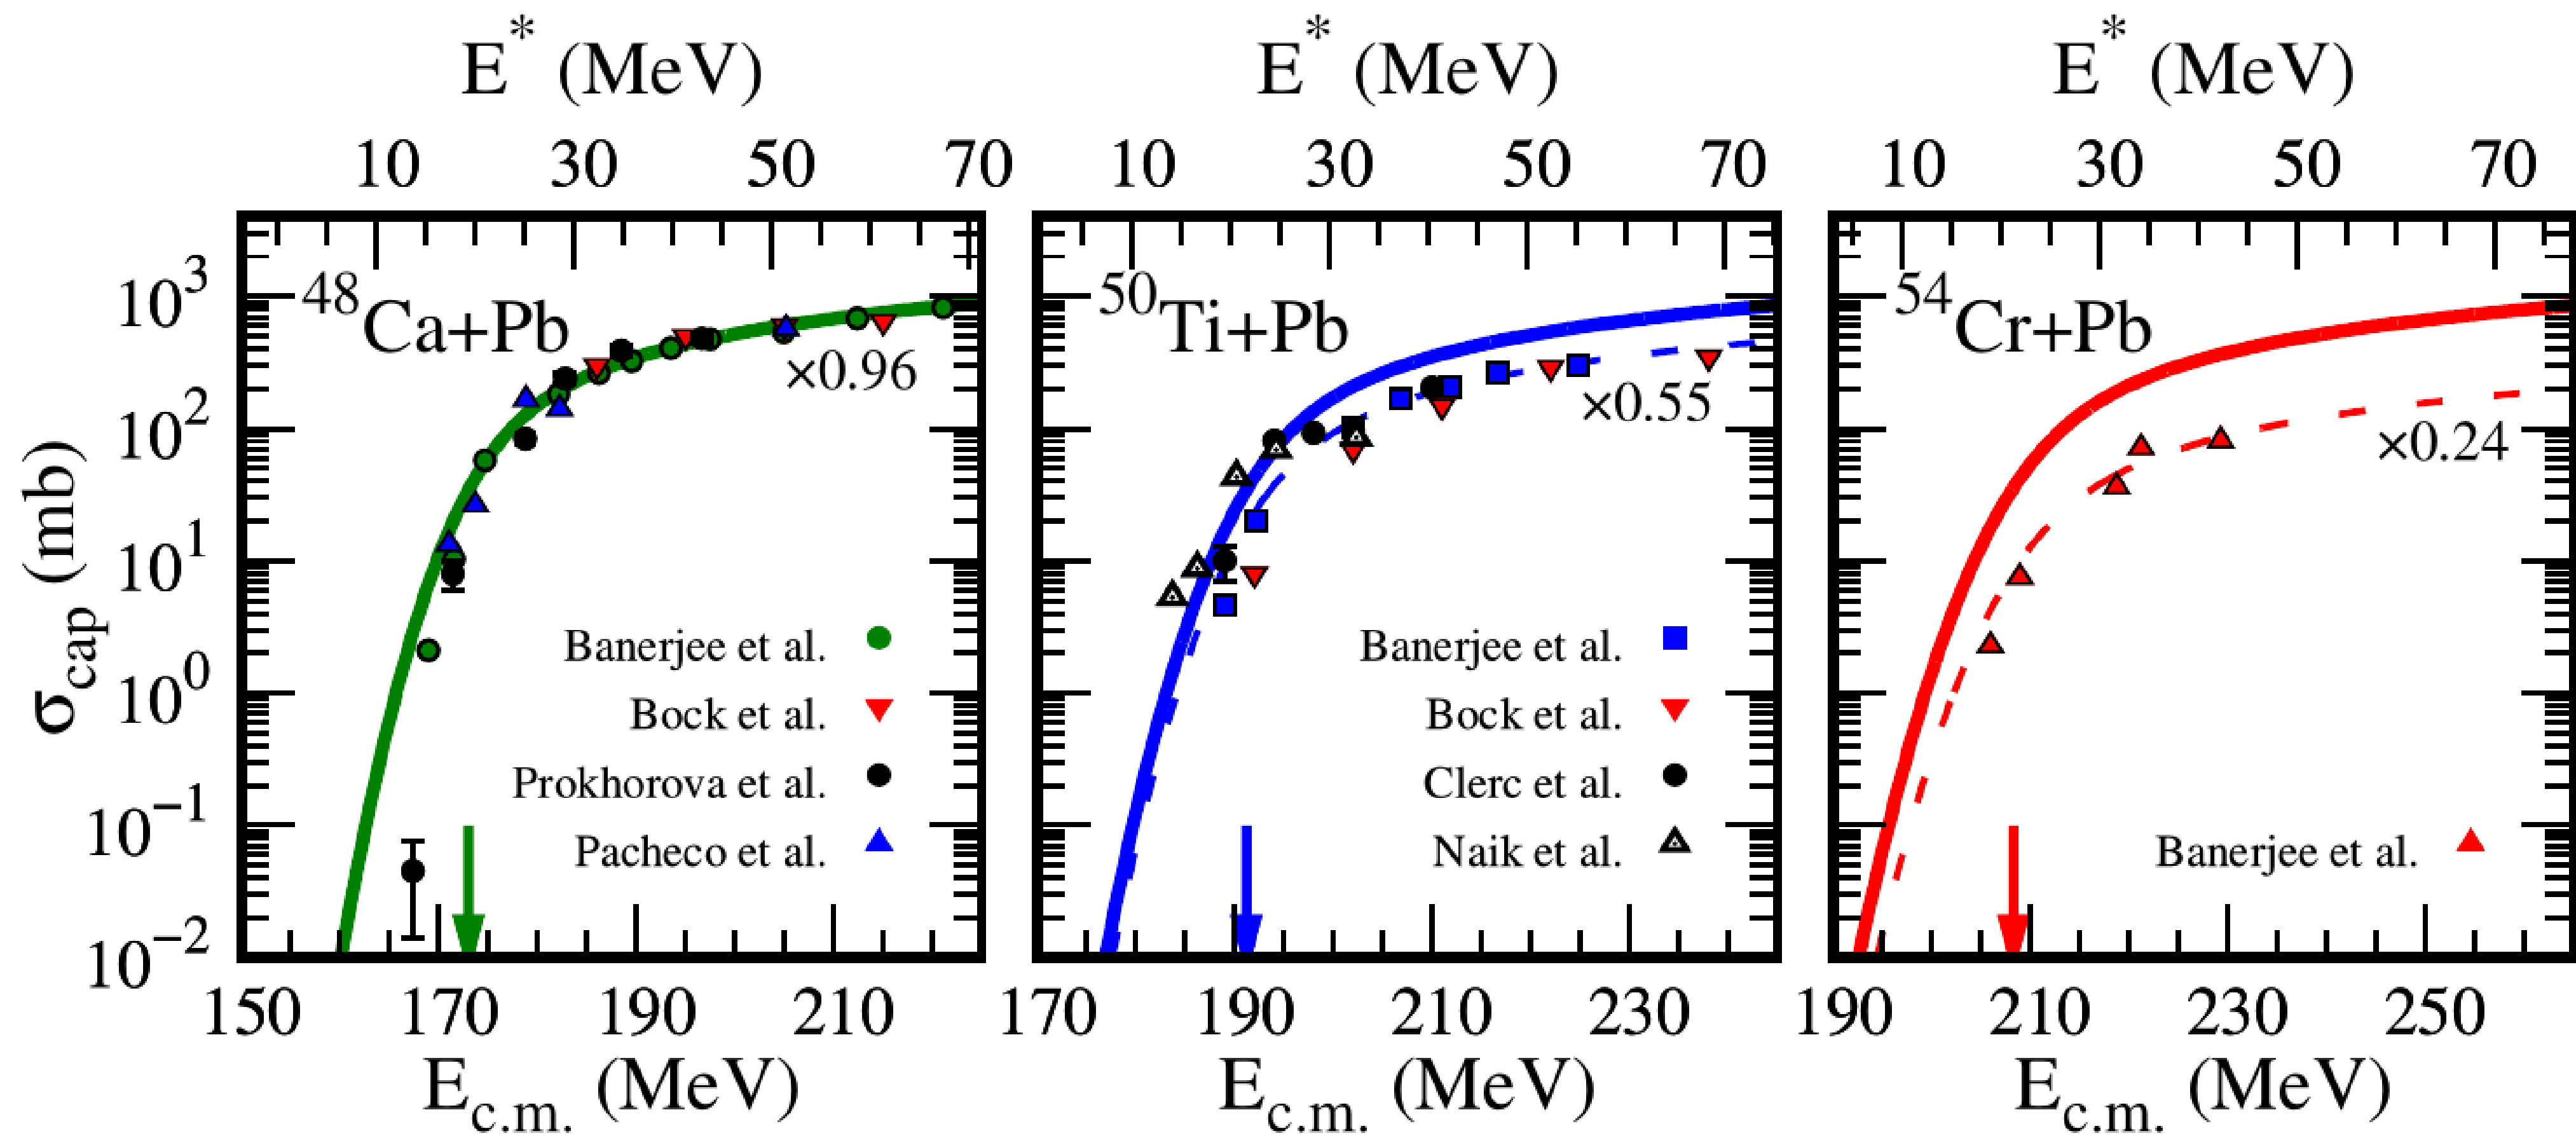 E* (MeV) E* (MeV) E* (MeV)
10 30 50 70 10 30 50 70 10 30 50 70
σcap (mb)
10³
10²
10¹
10⁰
10⁻¹
10⁻²
⁴⁸Ca+Pb
×0.96
Banerjee et al.
Bock et al.
Prokhorova et al.
Pacheco et al.
⁵⁰Ti+Pb
×0.55
Banerjee et al.
Bock et al.
Clerc et al.
Naik et al.
⁵⁴Cr+Pb
×0.24
Banerjee et al.
150 170 190 210 170 190 210 230 190 210 230 250
Ec.m. (MeV) Ec.m. (MeV) Ec.m. (MeV)